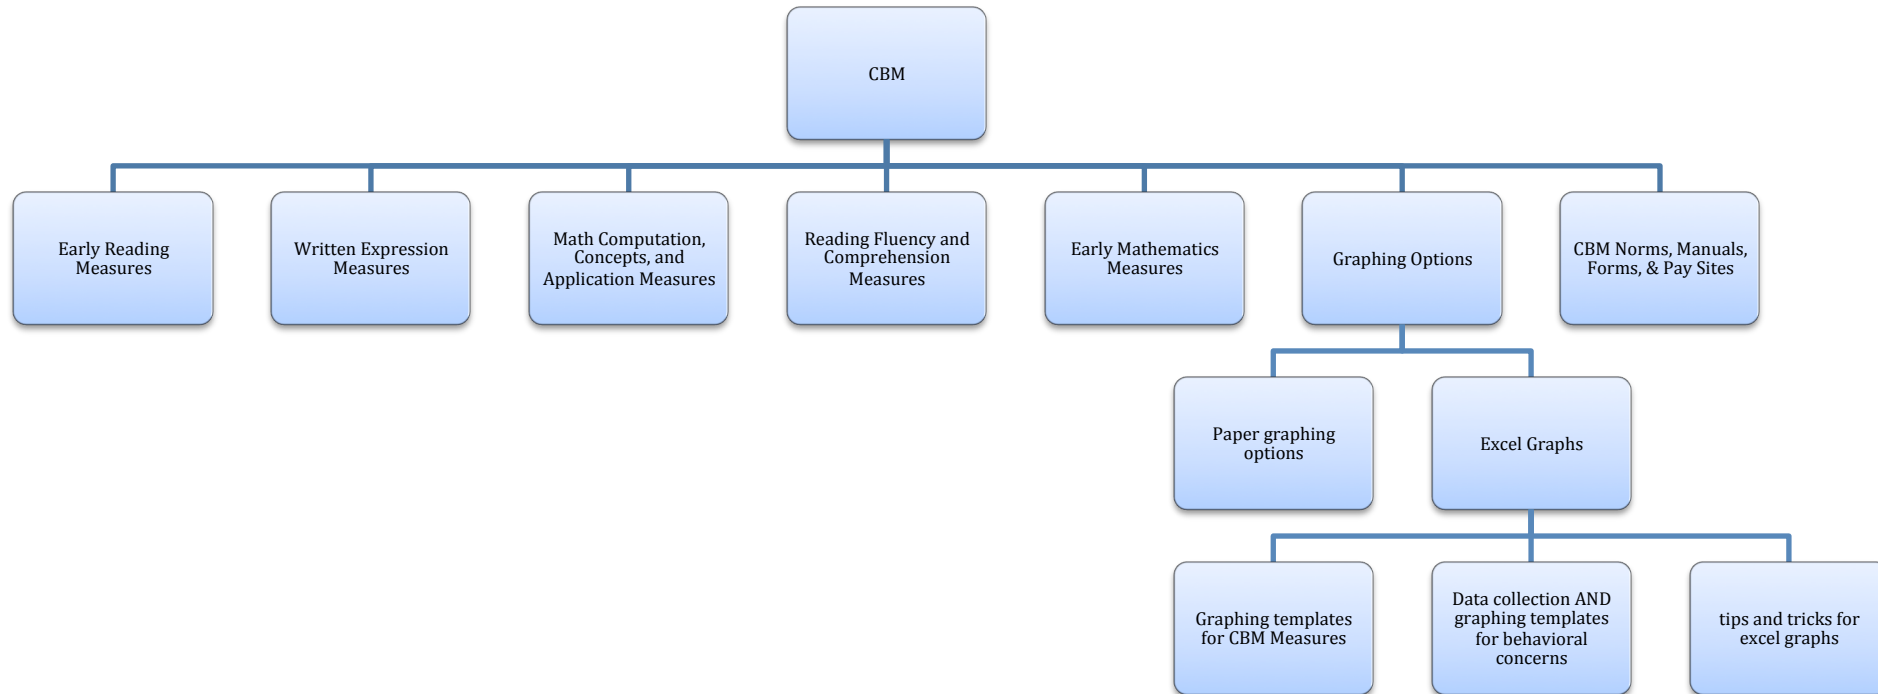 CBM
Early Reading
Measures
Written Expression
Measures
Math Computation,
Concepts, and
Application Measures
Reading Fluency and
Comprehension
Measures
Early Mathematics
Measures
Graphing Options
CBM Norms, Manuals,
Forms, & Pay Sites
Paper graphing
options
Excel Graphs
Graphing templates
for CBM Measures
Data collection AND
graphing templates
for behavioral
concerns
tips and tricks for
excel graphs